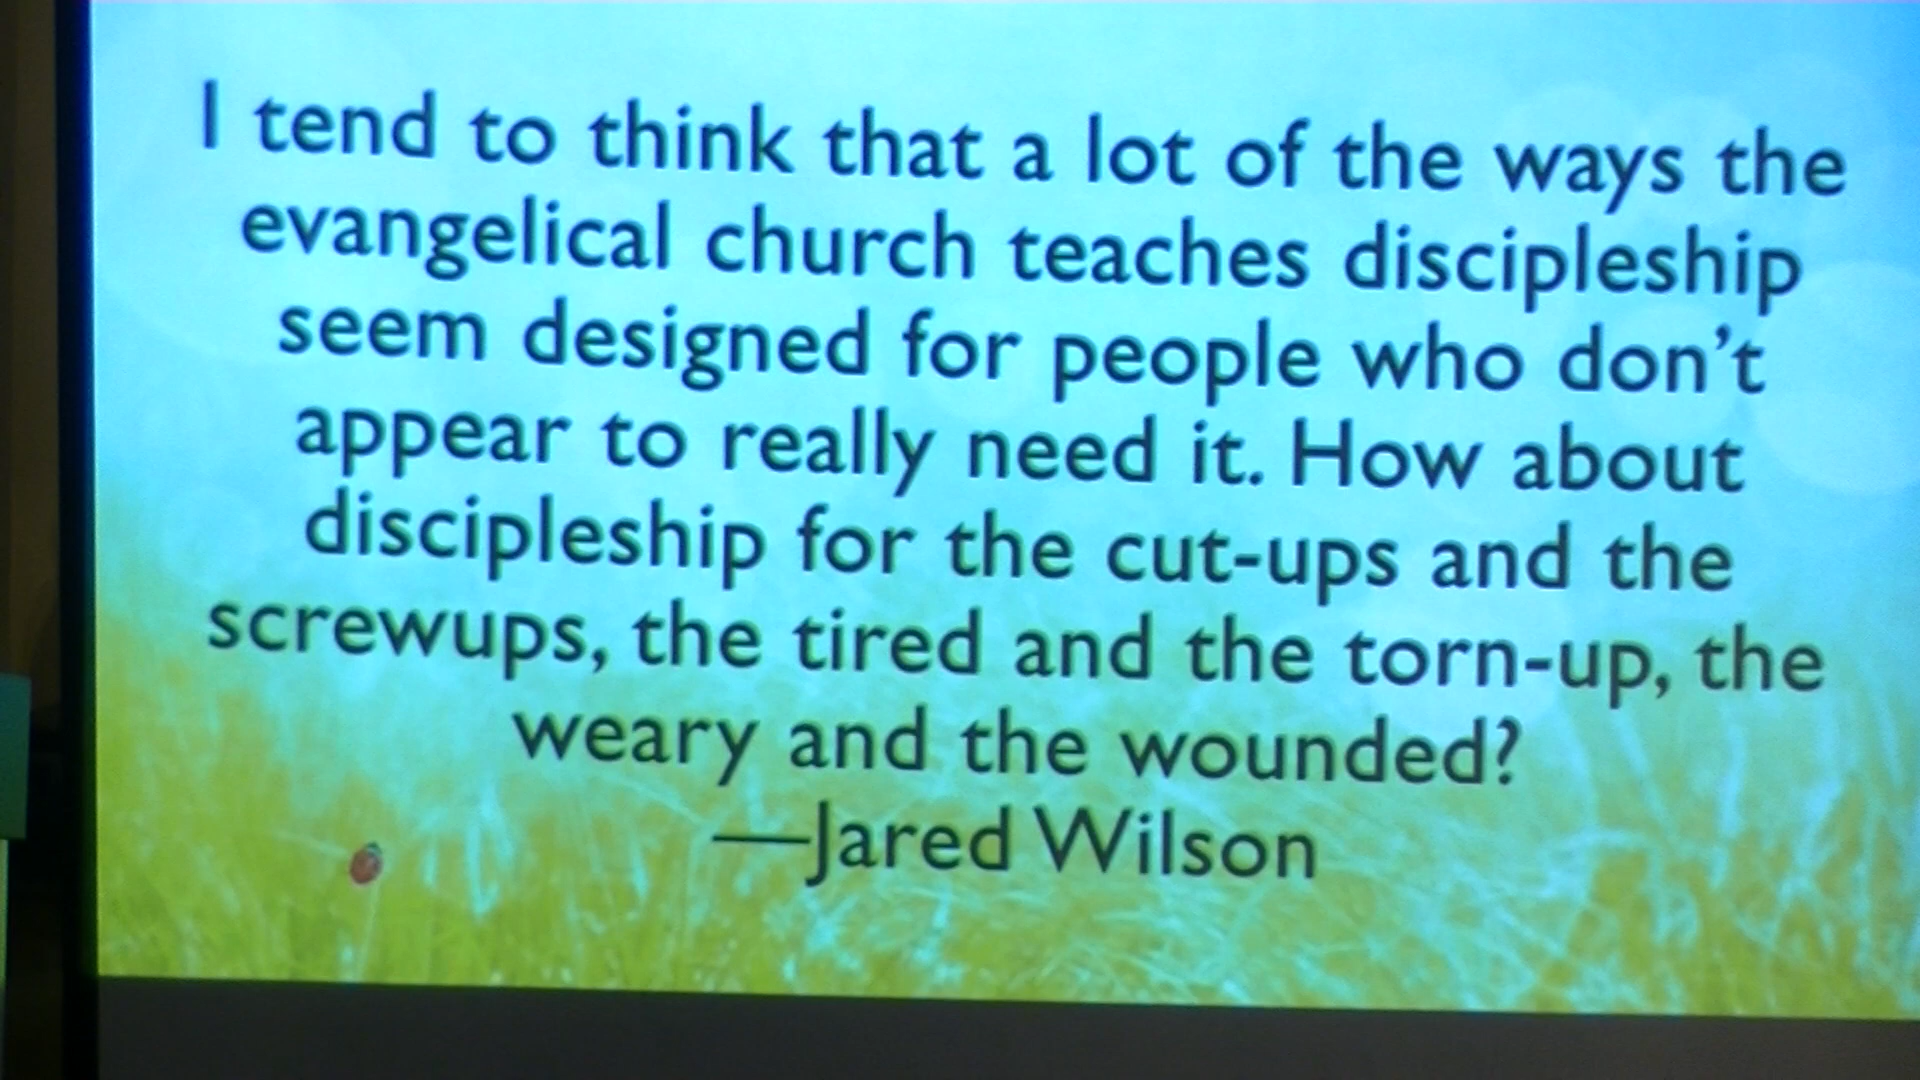 I tend to think that a lot of the ways the
evangelical church teaches discipleship
seem designed for people who don’t
appear to really need it. How about
discipleship for the cut-ups and the
screwups, the tired and the torn-up, the
weary and the wounded?
—Jared Wilson